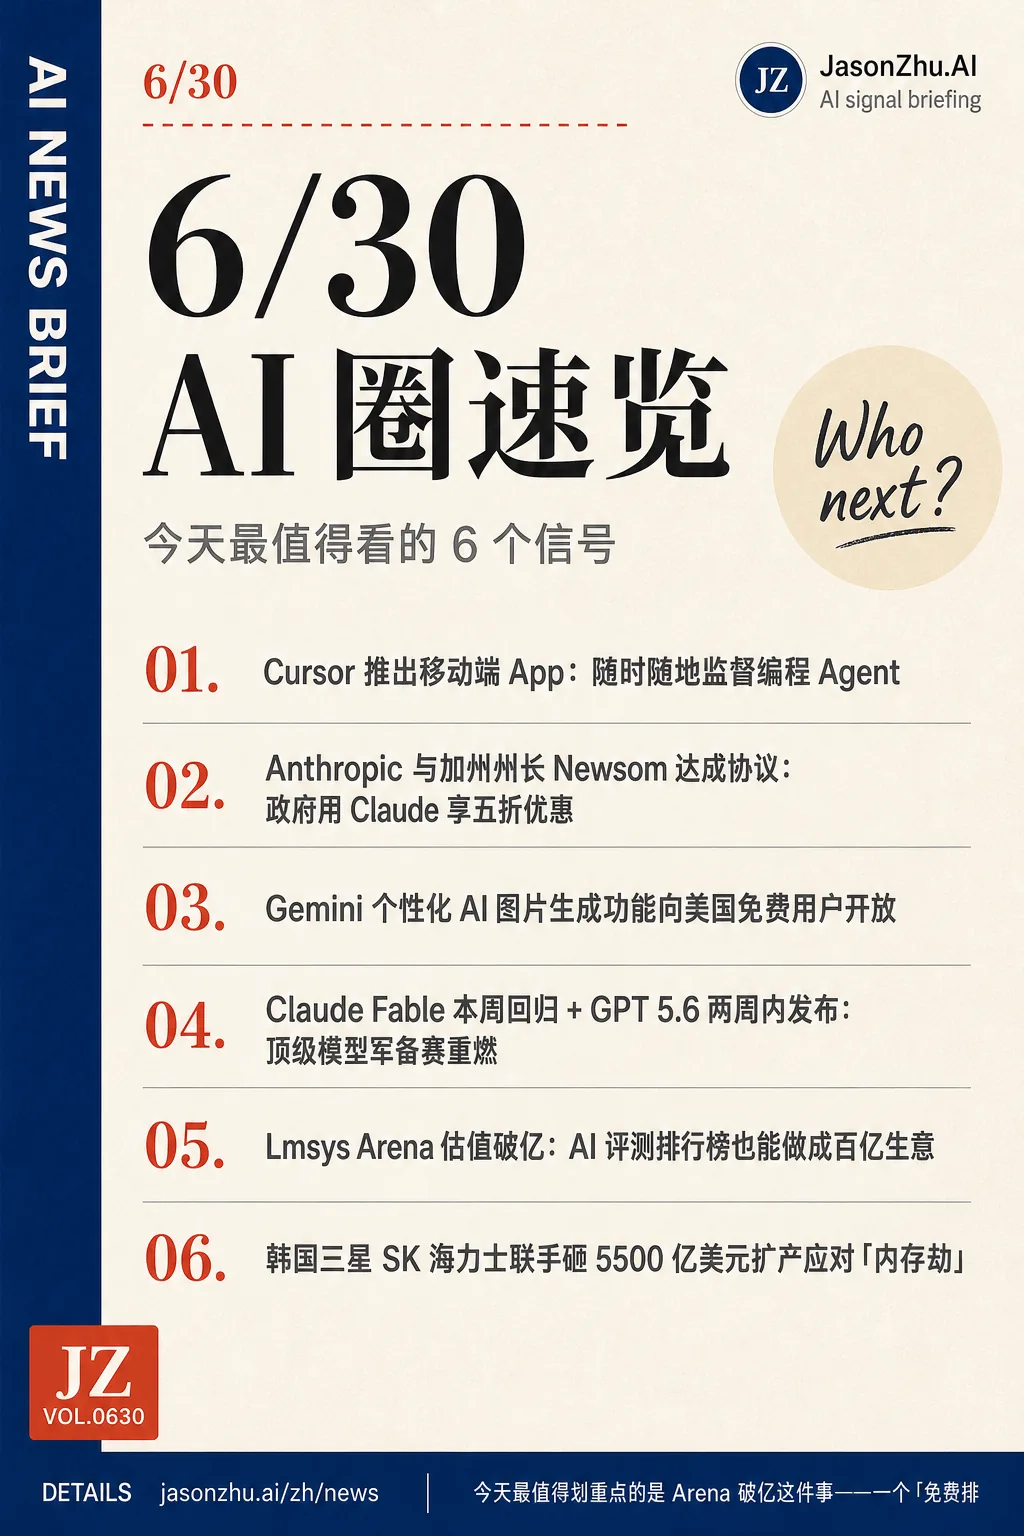 AI NEWS BRIEF
6/30
JZ
JasonZhu.AI
AI signal briefing
6/30
AI 圈速览
今天最值得看的 6 个信号
Who
next?
01.
Cursor 推出移动端 App：随时随地监督编程 Agent
02.
Anthropic 与加州州长 Newsom 达成协议：
政府用 Claude 享五折优惠
03.
Gemini 个性化 AI 图片生成功能向美国免费用户开放
04.
Claude Fable 本周回归 + GPT 5.6 两周内发布：
顶级模型军备赛重燃
05.
Lmsys Arena 估值破亿：AI 评测排行榜也能做成百亿生意
06.
韩国三星 SK 海力士联手砸 5500 亿美元扩产应对「内存劫」
JZ
VOL.0630
DETAILS
jasonzhu.ai/zh/news
今天最值得划重点的是 Arena 破亿这件事——一个「免费排